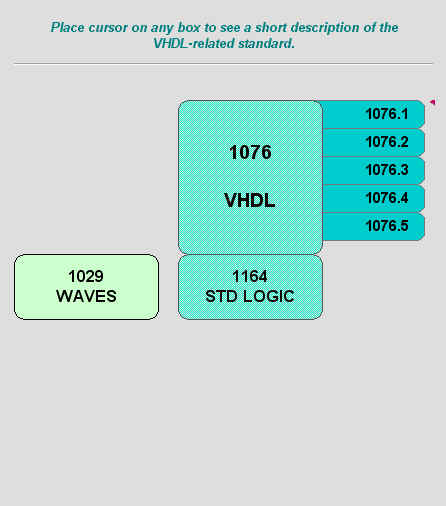 Place cursor on any box to see a short description of the
VHDL-related standard.
1076
VHDL
1076.1
1076.2
1076.3
1076.4
1076.5
1029
WAVES
1164
STD LOGIC